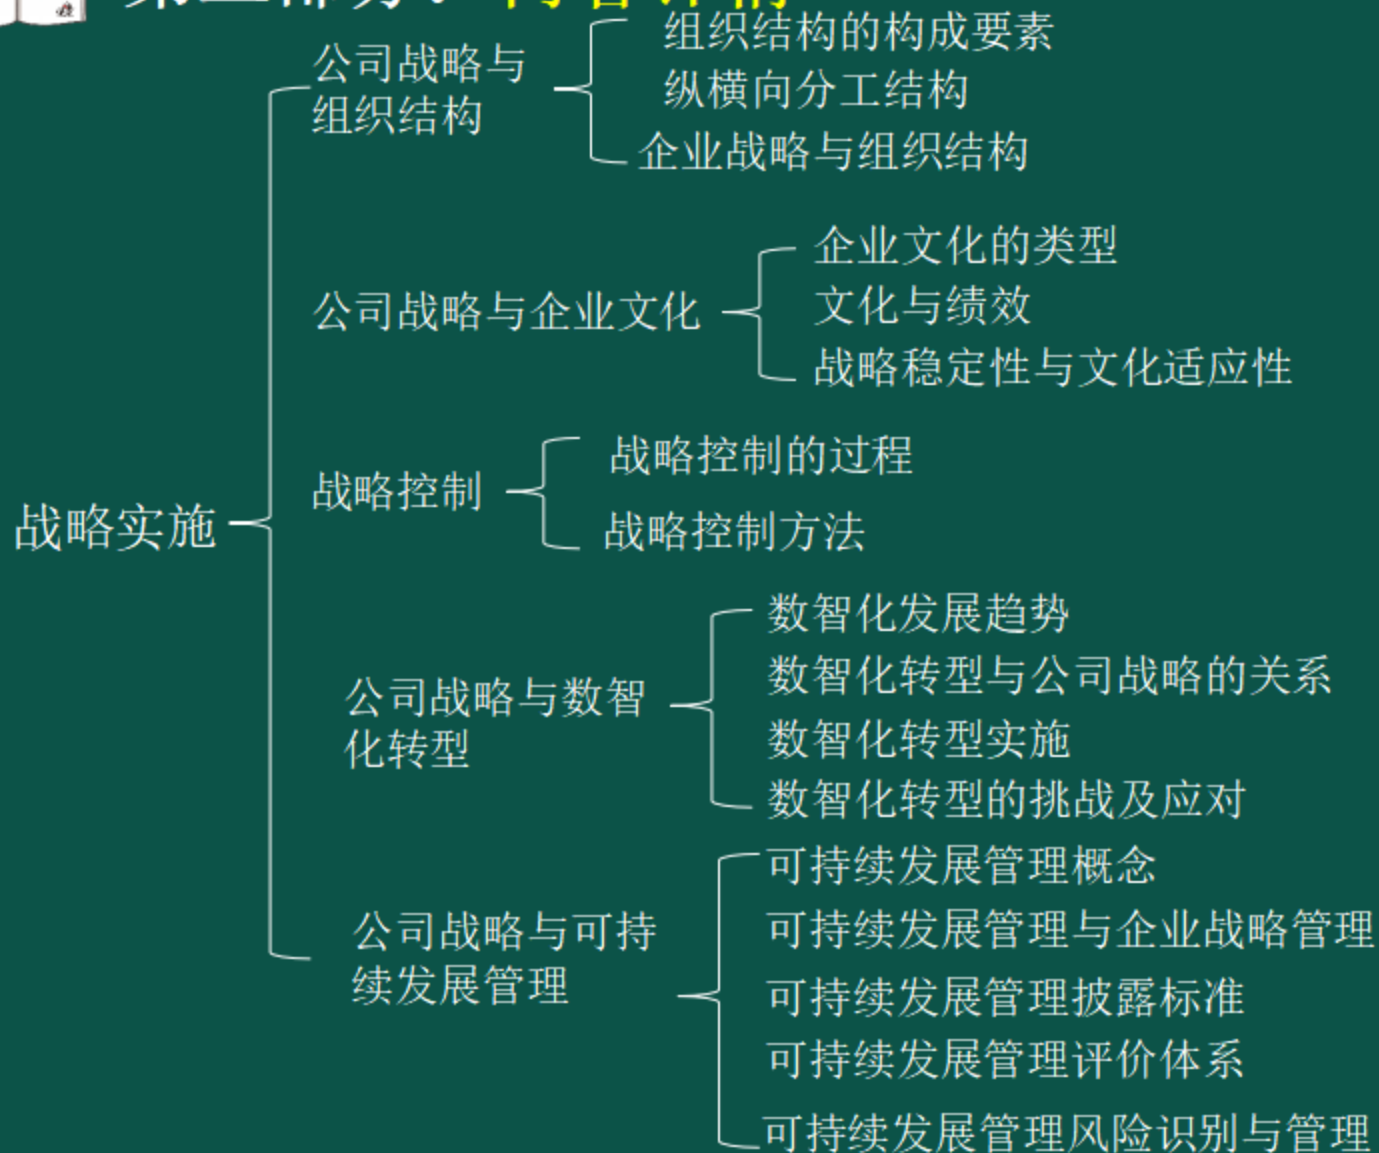 战略实施
公司战略与
组织结构
组织结构的构成要素
纵横向分工结构
企业战略与组织结构
公司战略与企业文化
企业文化的类型
文化与绩效
战略稳定性与文化适应性
战略控制
战略控制的过程
战略控制方法
公司战略与数智
化转型
数智化发展趋势
数智化转型与公司战略的关系
数智化转型实施
数智化转型的挑战及应对
公司战略与可持
续发展管理
可持续发展管理概念
可持续发展管理与企业战略管理
可持续发展管理披露标准
可持续发展管理评价体系
可持续发展管理风险识别与管理